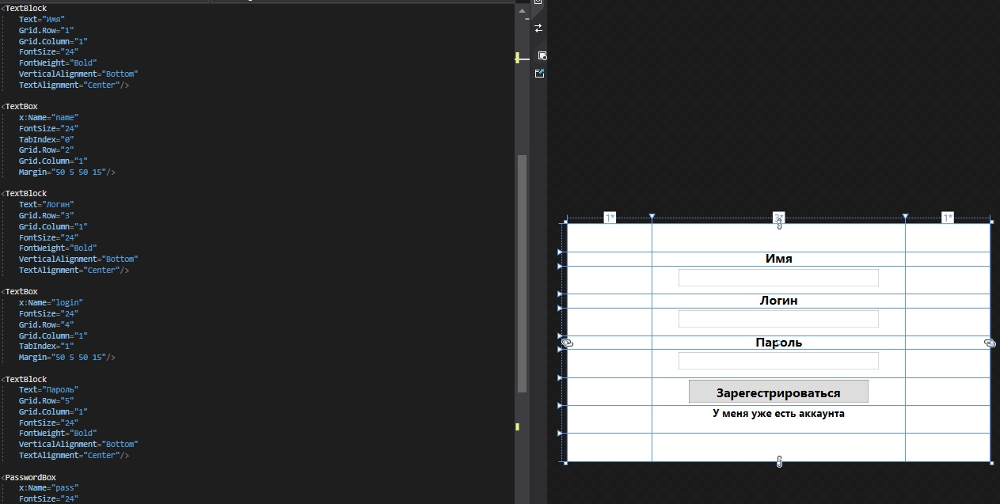 <TextBlock
Text="Имя"
Grid.Row="1"
Grid.Column="1"
FontSize="24"
FontWeight="Bold"
VerticalAlignment="Bottom"
TextAlignment="Center"/>
<TextBox
x:Name="name"
FontSize="24"
TabIndex="0"
Grid.Row="2"
Grid.Column="1"
Margin="50 5 50 15"/>
<TextBlock
Text="Логин"
Grid.Row="3"
Grid.Column="1"
FontSize="24"
FontWeight="Bold"
VerticalAlignment="Bottom"
TextAlignment="Center"/>
<TextBox
x:Name="login"
FontSize="24"
Grid.Row="4"
Grid.Column="1"
TabIndex="1"
Margin="50 5 50 15"/>
<TextBlock
Text="Пароль"
Grid.Row="5"
Grid.Column="1"
FontSize="24"
FontWeight="Bold"
VerticalAlignment="Bottom"
TextAlignment="Center"/>
<PasswordBox
x:Name="pass"
FontSize="24"
1*
1*
Имя
Логин
Пароль
Зарегестрироваться
У меня уже есть аккаунта